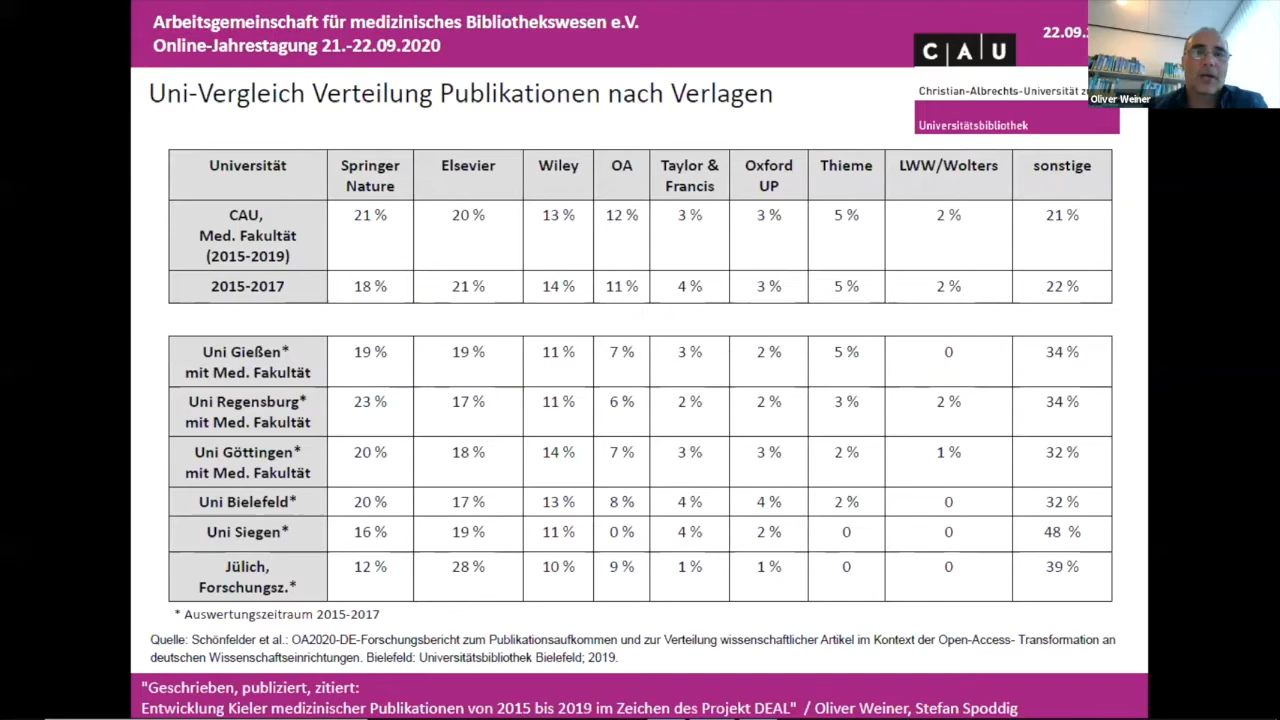 Arbeitsgemeinschaft für medizinisches Bibliothekswesen e.V.
Online-Jahrestagung 21.-22.09.2020
22.09.
CAU
Oliver Weiner
Uni-Vergleich Verteilung Publikationen nach Verlagen
Christian-Albrechts-Universität
Universitätsbibliothek
Universität Springer Nature Elsevier Wiley OA Taylor & Francis Oxford UP Thieme LWW/Wolters sonstige
CAU, Med. Fakultät (2015-2019) 21 % 20 % 13 % 12 % 3 % 3 % 5 % 2 % 21 %
2015-2017 18 % 21 % 14 % 11 % 4 % 3 % 5 % 2 % 22 %
Uni Gießen* mit Med. Fakultät 19 % 19 % 11 % 7 % 3 % 2 % 5 % 0 34 %
Uni Regensburg* mit Med. Fakultät 23 % 17 % 11 % 6 % 2 % 2 % 3 % 2 % 34 %
Uni Göttingen* mit Med. Fakultät 20 % 18 % 14 % 7 % 3 % 3 % 2 % 1 % 32 %
Uni Bielefeld* 20 % 17 % 13 % 8 % 4 % 4 % 2 % 0 32 %
Uni Siegen* 16 % 19 % 11 % 0 % 4 % 2 % 0 0 48 %
Jülich, Forschungsz.* 12 % 28 % 10 % 9 % 1 % 1 % 0 0 39 %
* Auswertungszeitraum 2015-2017
Quelle: Schönfelder et al.: OA2020-DE-Forschungsbericht zum Publikationsaufkommen und zur Verteilung wissenschaftlicher Artikel im Kontext der Open-Access- Transformation an
deutschen Wissenschaftseinrichtungen. Bielefeld: Universitätsbibliothek Bielefeld; 2019.
"Geschrieben, publiziert, zitiert:
Entwicklung Kieler medizinischer Publikationen von 2015 bis 2019 im Zeichen des Projekt DEAL" / Oliver Weiner, Stefan Spoddig